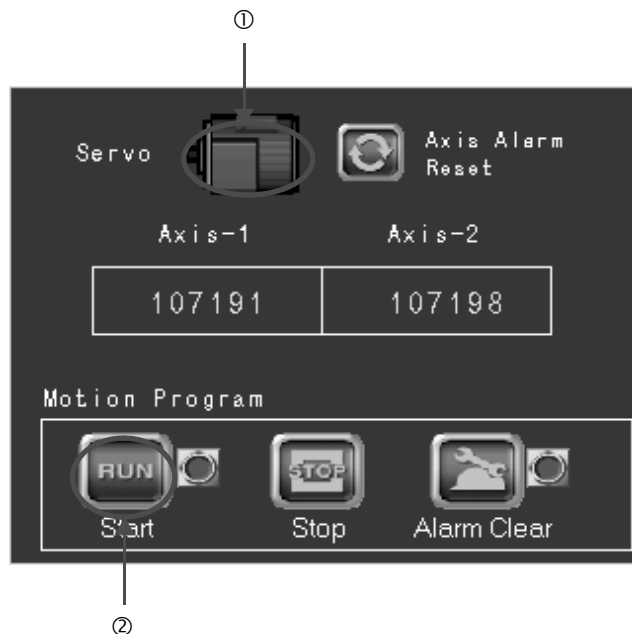 ①
Servo
Axis Alarm
Reset
Axis-1 Axis-2
107191 107198
Motion Program
RUN STOP
Start Stop Alarm Clear
②